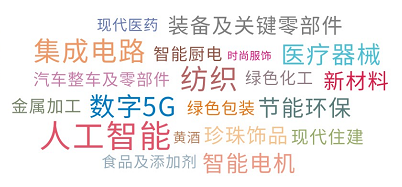 现代医药 装备及关键零部件
集成电路 智能厨电 时尚服饰 医疗器械
汽车整车及零部件 纺织 绿色化工 新材料
金属加工 数字5G 绿色包装 节能环保
人工智能 黄酒 珍珠饰品 现代住建
食品及添加剂 智能电机